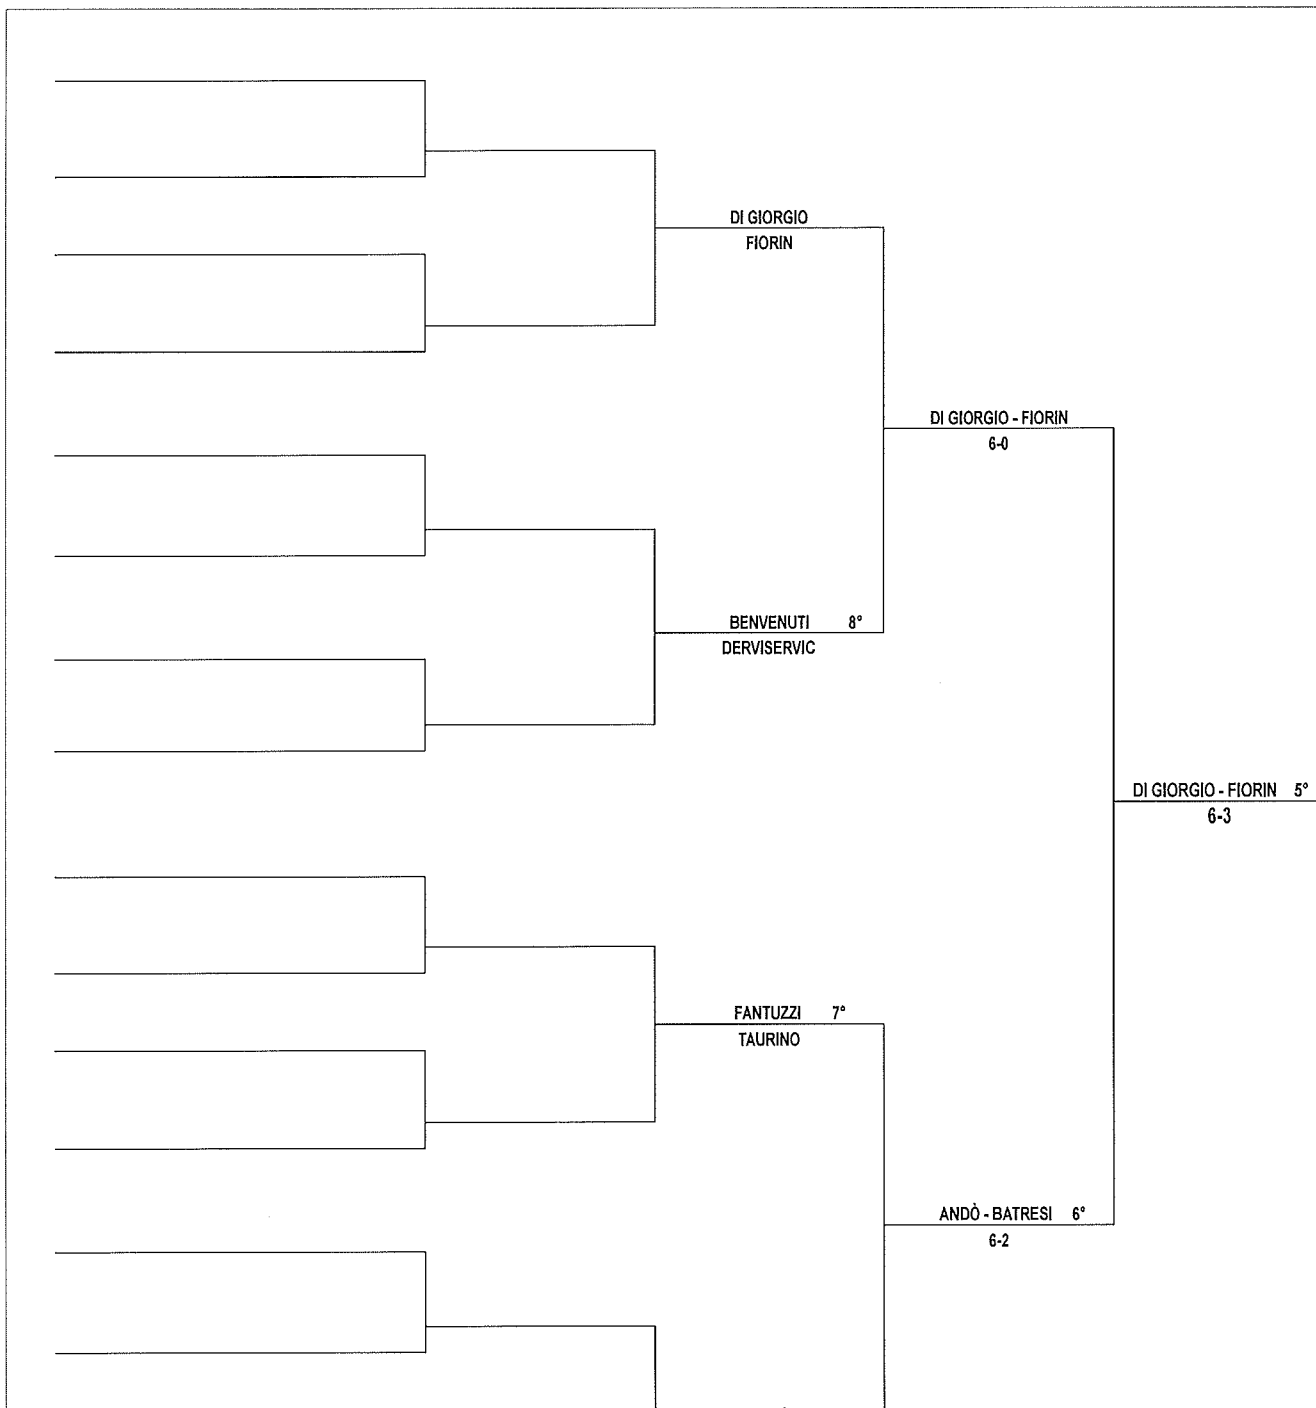 DI GIORGIO
FIORIN
DI GIORGIO - FIORIN
6-0
BENVENUTI 8°
DERVISERVIC
DI GIORGIO - FIORIN 5°
6-3
FANTUZZI 7°
TAURINO
ANDÒ - BATRESI 6°
6-2